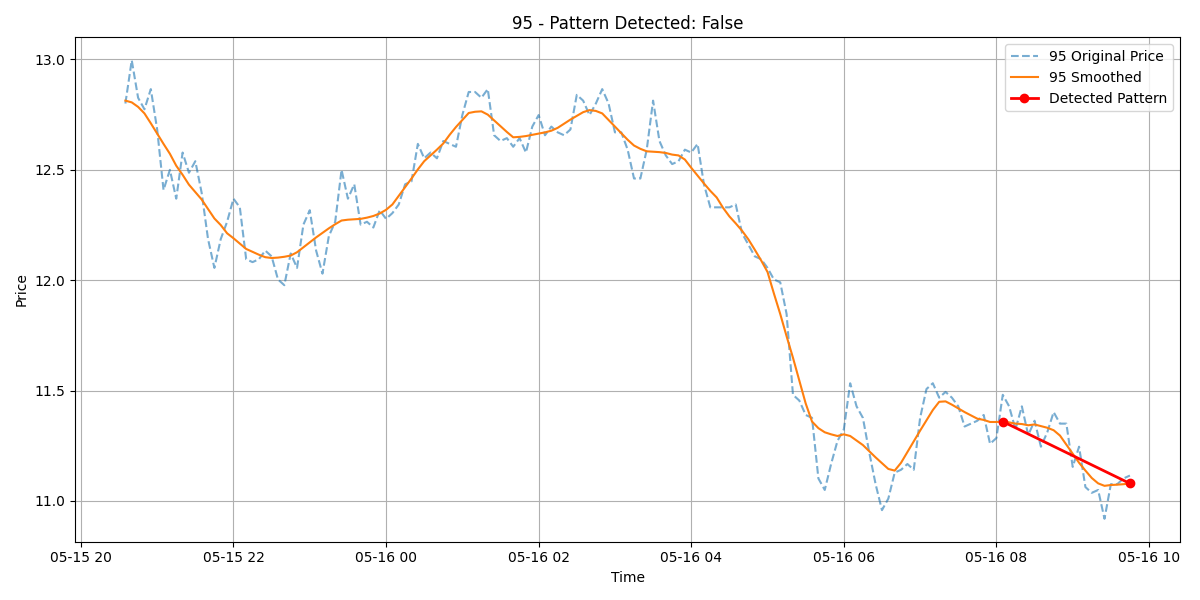 95 - Pattern Detected: False
95 Original Price
95 Smoothed
Detected Pattern
Price
13.0
12.5
12.0
11.5
11.0
05-15 20
05-15 22
05-16 00
05-16 02
05-16 04
05-16 06
05-16 08
05-16 10
Time